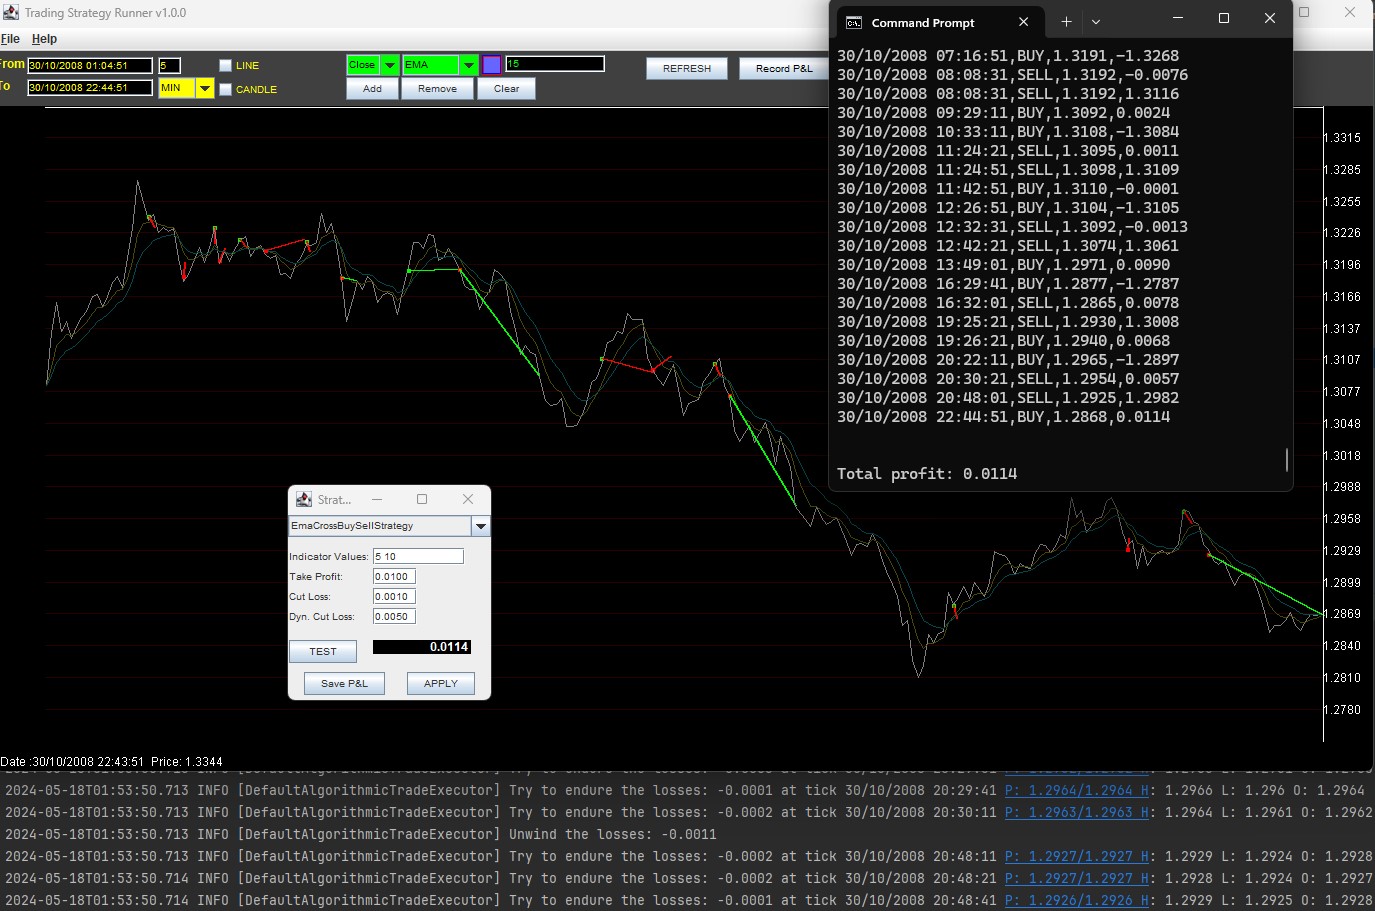 Trading Strategy Runner v1.0.0
File Help
From 30/10/2008 01:04:51 5 LINE
To 30/10/2008 22:44:51 MIN CANDLE
Close EMA 15
Add Remove Clear
REFRESH Record P&L
Command Prompt
30/10/2008 07:16:51,BUY,1.3191,-1.3268
30/10/2008 08:08:31,SELL,1.3192,-0.0076
30/10/2008 08:08:31,SELL,1.3192,1.3116
30/10/2008 09:29:11,BUY,1.3092,0.0024
30/10/2008 10:33:11,BUY,1.3108,-1.3084
30/10/2008 11:24:21,SELL,1.3095,0.0011
30/10/2008 11:24:51,SELL,1.3098,1.3109
30/10/2008 11:42:51,BUY,1.3110,-0.0001
30/10/2008 12:26:51,BUY,1.3104,-1.3105
30/10/2008 12:32:31,SELL,1.3092,-0.0013
30/10/2008 12:42:21,SELL,1.3074,1.3061
30/10/2008 13:49:01,BUY,1.2971,0.0090
30/10/2008 16:29:41,BUY,1.2877,-1.2787
30/10/2008 16:32:01,SELL,1.2865,0.0078
30/10/2008 19:25:21,SELL,1.2930,1.3008
30/10/2008 19:26:21,BUY,1.2940,0.0068
30/10/2008 20:22:11,BUY,1.2965,-1.2897
30/10/2008 20:30:21,SELL,1.2954,0.0057
30/10/2008 20:48:01,SELL,1.2925,1.2982
30/10/2008 22:44:51,BUY,1.2868,0.0114
Total profit: 0.0114
1.3315
1.3285
1.3255
1.3226
1.3196
1.3166
1.3137
1.3107
1.3077
1.3048
1.3018
1.2988
1.2958
1.2929
1.2899
1.2869
1.2840
1.2810
1.2780
Strat...
EmaCrossBuySellStrategy
Indicator Values: 5 10
Take Profit: 0.0100
Cut Loss: 0.0010
Dyn. Cut Loss: 0.0050
TEST 0.0114
Save P&L APPLY
Date :30/10/2008 22:43:51 Price: 1.3344
2024-05-18T01:53:50.713 INFO [DefaultAlgorithmicTradeExecutor] Try to endure the losses: -0.0001 at tick 30/10/2008 20:29:41 P: 1.2964/1.2964 H: 1.2966 L: 1.296 O: 1.2964
2024-05-18T01:53:50.713 INFO [DefaultAlgorithmicTradeExecutor] Try to endure the losses: -0.0002 at tick 30/10/2008 20:30:11 P: 1.2963/1.2963 H: 1.2964 L: 1.2961 O: 1.2962
2024-05-18T01:53:50.713 INFO [DefaultAlgorithmicTradeExecutor] Unwind the losses: -0.0011
2024-05-18T01:53:50.713 INFO [DefaultAlgorithmicTradeExecutor] Try to endure the losses: -0.0002 at tick 30/10/2008 20:48:11 P: 1.2927/1.2927 H: 1.2929 L: 1.2924 O: 1.2928
2024-05-18T01:53:50.714 INFO [DefaultAlgorithmicTradeExecutor] Try to endure the losses: -0.0002 at tick 30/10/2008 20:48:21 P: 1.2927/1.2927 H: 1.2928 L: 1.2924 O: 1.2927
2024-05-18T01:53:50.714 INFO [DefaultAlgorithmicTradeExecutor] Try to endure the losses: -0.0001 at tick 30/10/2008 20:48:41 P: 1.2926/1.2926 H: 1.2929 L: 1.2925 O: 1.2928